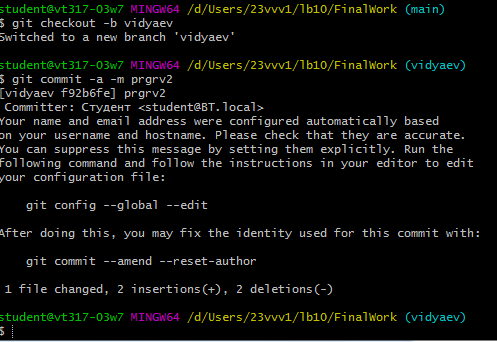 student@vt317-03w7 MINGW64 /d/Users/23vvv1/lb10/FinalWork (main)
$ git checkout -b vidyaev
Switched to a new branch 'vidyaev'
student@vt317-03w7 MINGW64 /d/Users/23vvv1/lb10/FinalWork (vidyaev)
$ git commit -a -m prgrv2
[vidyaev f92b6fe] prgrv2
 Committer: Студент <student@BT.local>
Your name and email address were configured automatically based
on your username and hostname. Please check that they are accurate.
You can suppress this message by setting them explicitly. Run the
following command and follow the instructions in your editor to edit
your configuration file:
    git config --global --edit
After doing this, you may fix the identity used for this commit with:
    git commit --amend --reset-author
 1 file changed, 2 insertions(+), 2 deletions(-)
student@vt317-03w7 MINGW64 /d/Users/23vvv1/lb10/FinalWork (vidyaev)
$